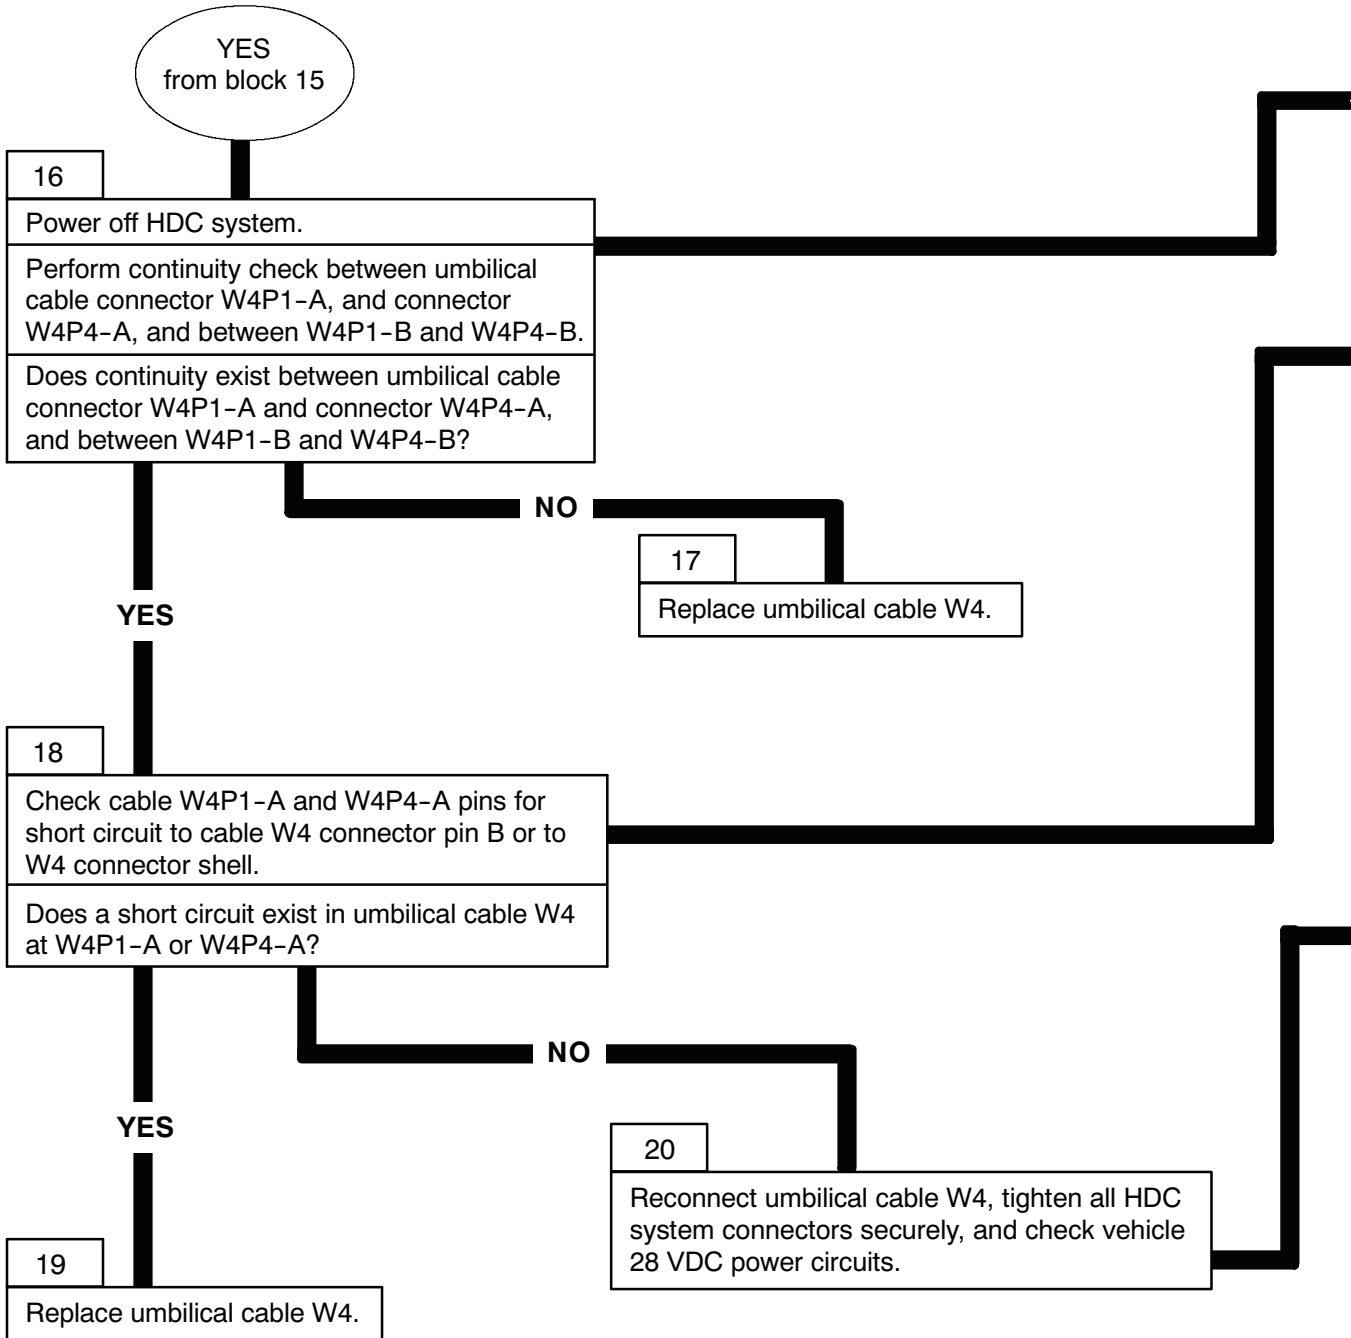 YES
from block 15
16
Power off HDC system.
Perform continuity check between umbilical
cable connector W4P1-A, and connector
W4P4-A, and between W4P1-B and W4P4-B.
Does continuity exist between umbilical cable
connector W4P1-A and connector W4P4-A,
and between W4P1-B and W4P4-B?
NO
17
Replace umbilical cable W4.
YES
18
Check cable W4P1-A and W4P4-A pins for
short circuit to cable W4 connector pin B or to
W4 connector shell.
Does a short circuit exist in umbilical cable W4
at W4P1-A or W4P4-A?
NO
YES
20
Reconnect umbilical cable W4, tighten all HDC
system connectors securely, and check vehicle
28 VDC power circuits.
19
Replace umbilical cable W4.